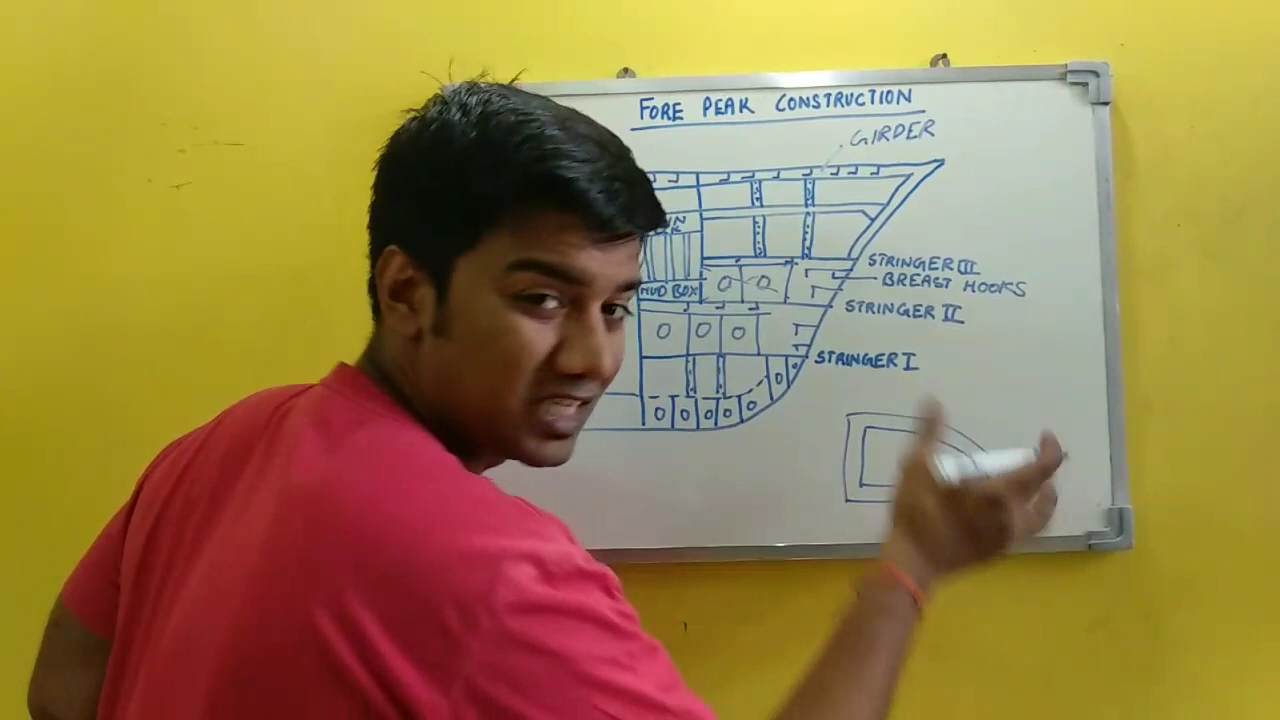 FORE PEAK CONSTRUCTION
GIRDER
STRINGER III
BREAST HOOKS
MUD BOX
STRINGER II
STRINGER I